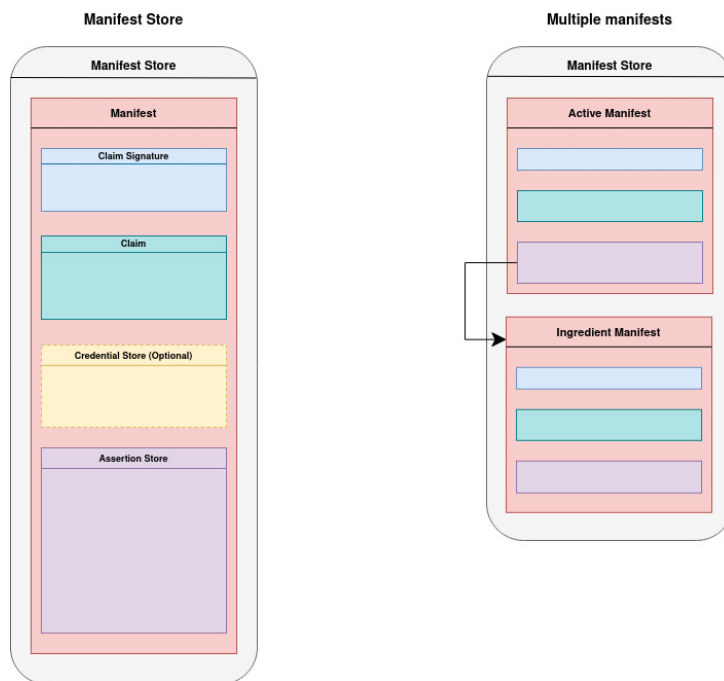 Manifest Store
Manifest Store
Manifest
Claim Signature
Claim
Credential Store (Optional)
Assertion Store
Multiple manifests
Manifest Store
Active Manifest
Ingredient Manifest